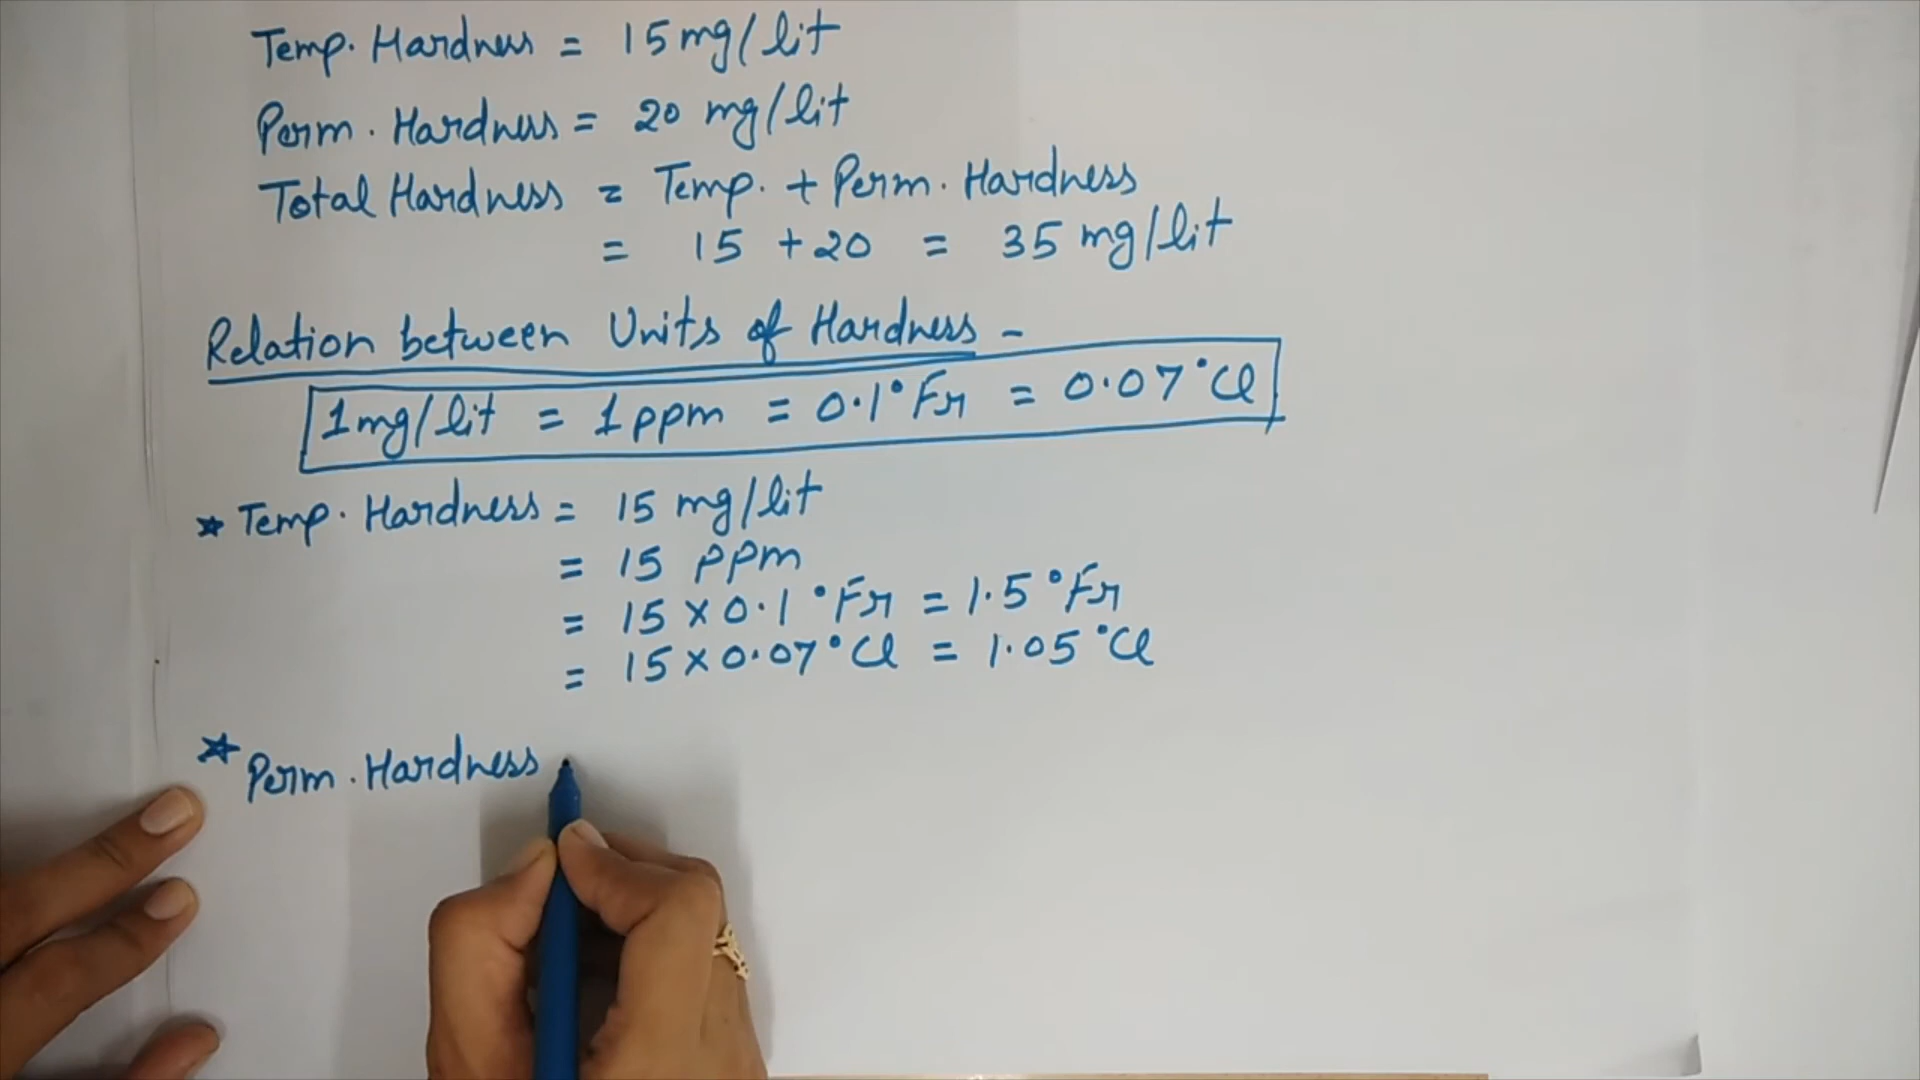 Temp. Hardness = 15 mg/lit
Perm. Hardness = 20 mg/lit
Total Hardness = Temp. + Perm. Hardness
= 15 + 20 = 35 mg/lit
Relation between Units of Hardness -
1mg/lit = 1 ppm = 0.1°Fr = 0.07°Cl
* Temp. Hardness = 15 mg/lit
= 15 ppm
= 15 × 0.1 °Fr = 1.5 °Fr
= 15 × 0.07°Cl = 1.05 °Cl
* Perm. Hardness